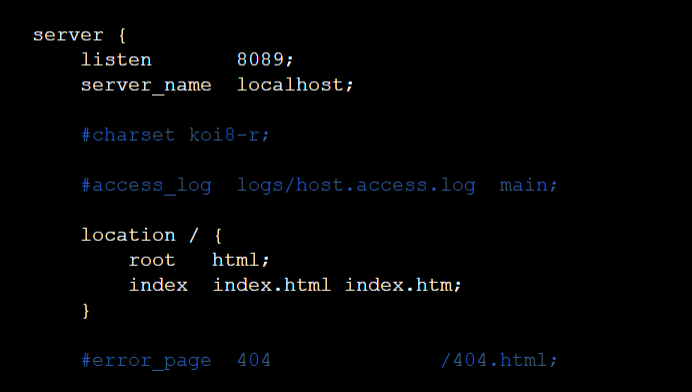 server {
    listen       8089;
    server_name  localhost;
    #charset koi8-r;
    #access_log  logs/host.access.log  main;
    location / {
        root   html;
        index  index.html index.htm;
    }
    #error_page  404              /404.html;